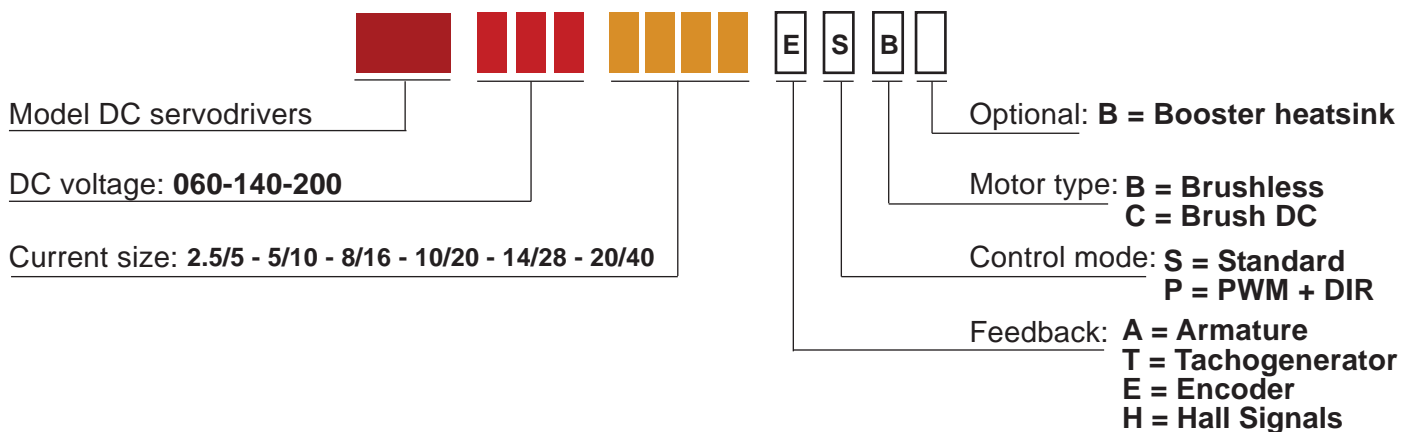 E S B
Model DC servodrivers
DC voltage: 060-140-200
Current size: 2.5/5 - 5/10 - 8/16 - 10/20 - 14/28 - 20/40
Optional: B = Booster heatsink
Motor type: B = Brushless
C = Brush DC
Control mode: S = Standard
P = PWM + DIR
Feedback: A = Armature
T = Tachogenerator
E = Encoder
H = Hall Signals